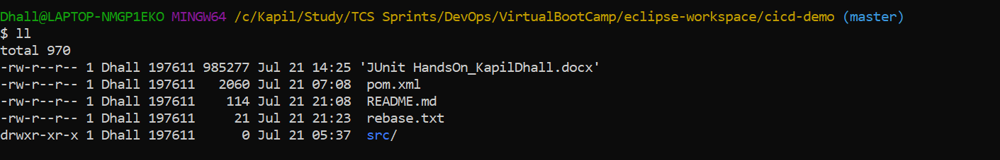 Dhall@LAPTOP-NMGP1EKO MINGW64 /c/Kapil/Study/TCS Sprints/DevOps/VirtualBootCamp/eclipse-workspace/cicd-demo (master)
$ ll
total 970
-rw-r--r-- 1 Dhall 197611 985277 Jul 21 14:25 'JUnit HandsOn_KapilDhall.docx'
-rw-r--r-- 1 Dhall 197611   2060 Jul 21 07:08  pom.xml
-rw-r--r-- 1 Dhall 197611    114 Jul 21 21:08  README.md
-rw-r--r-- 1 Dhall 197611     21 Jul 21 21:23  rebase.txt
drwxr-xr-x 1 Dhall 197611      0 Jul 21 05:37  src/